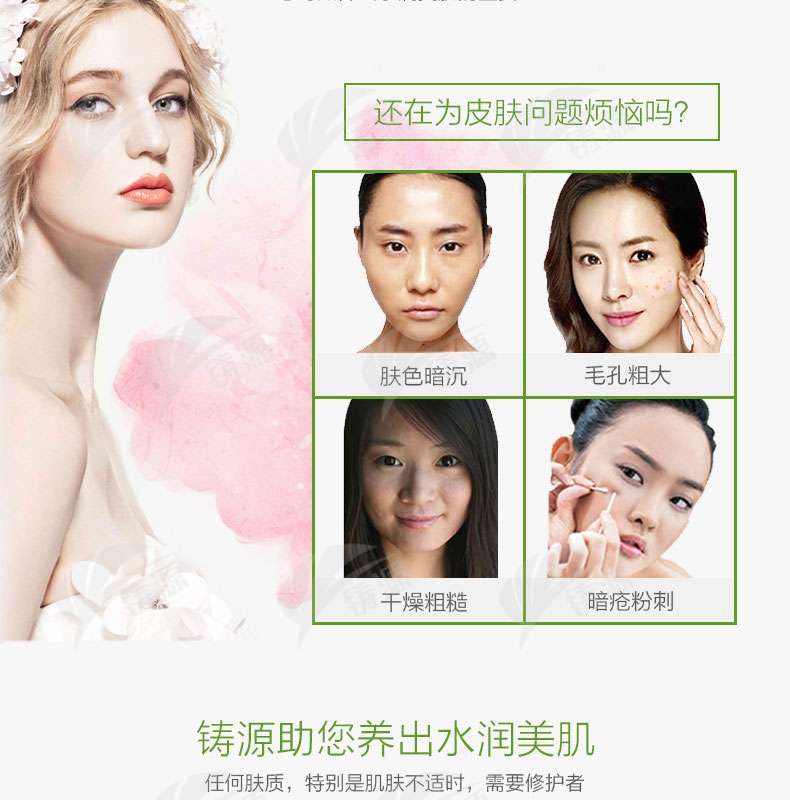 还在为皮肤问题烦恼吗?
肤色暗沉
毛孔粗大
干燥粗糙
暗疮粉刺
铸源助您养出水润美肌
任何肤质，特别是肌肤不适时，需要修护者